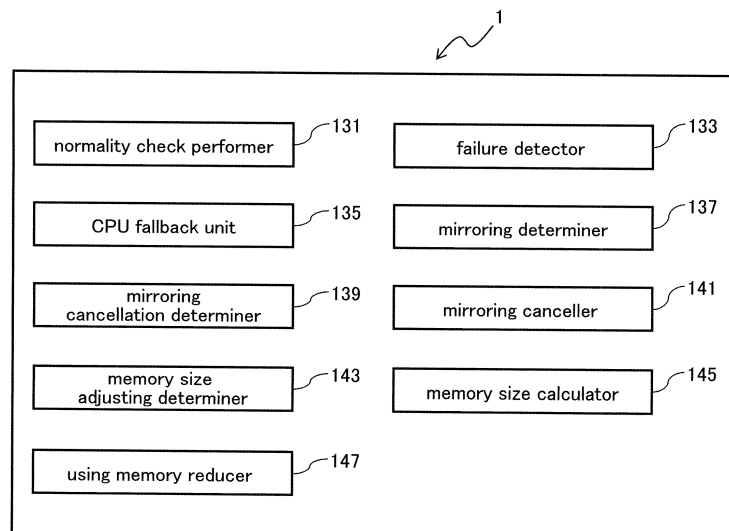 1
normality check performer
131
failure detector
133
CPU fallback unit
135
mirroring determiner
137
mirroring
cancellation determiner
139
mirroring canceller
141
memory size
adjusting determiner
143
memory size calculator
145
using memory reducer
147